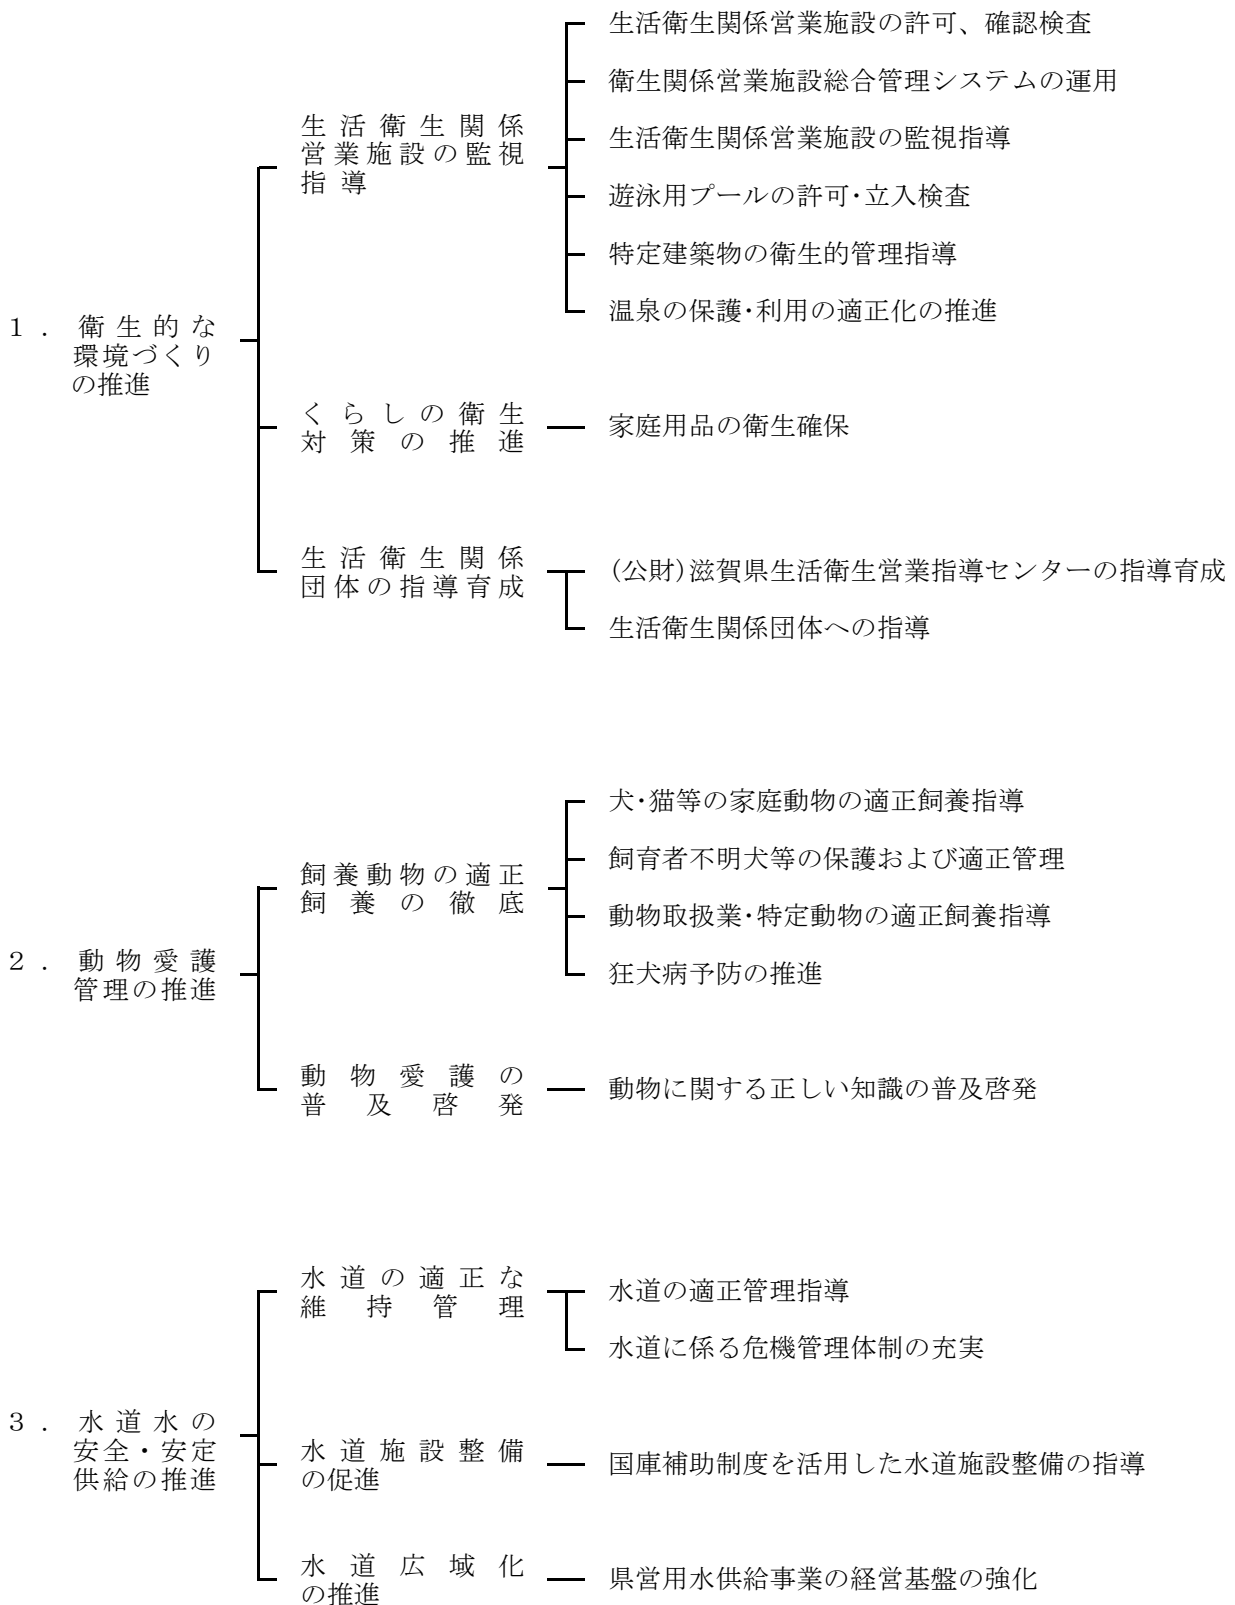 1．衛生的な
環境づくり
の推進
生活衛生関係
営業施設の監視
指導
生活衛生関係営業施設の許可、確認検査
衛生関係営業施設総合管理システムの運用
生活衛生関係営業施設の監視指導
遊泳用プールの許可･立入検査
特定建築物の衛生的管理指導
温泉の保護･利用の適正化の推進
くらしの衛生
対策の推進
家庭用品の衛生確保
生活衛生関係
団体の指導育成
(公財)滋賀県生活衛生営業指導センターの指導育成
生活衛生関係団体への指導
2．動物愛護
管理の推進
飼養動物の適正
飼養の徹底
犬･猫等の家庭動物の適正飼養指導
飼育者不明犬等の保護および適正管理
動物取扱業･特定動物の適正飼養指導
狂犬病予防の推進
動物愛護の
普及啓発
動物に関する正しい知識の普及啓発
3．水道水の
安全・安定
供給の推進
水道の適正な
維持管理
水道の適正管理指導
水道に係る危機管理体制の充実
水道施設整備
の促進
国庫補助制度を活用した水道施設整備の指導
水道広域化
の推進
県営用水供給事業の経営基盤の強化